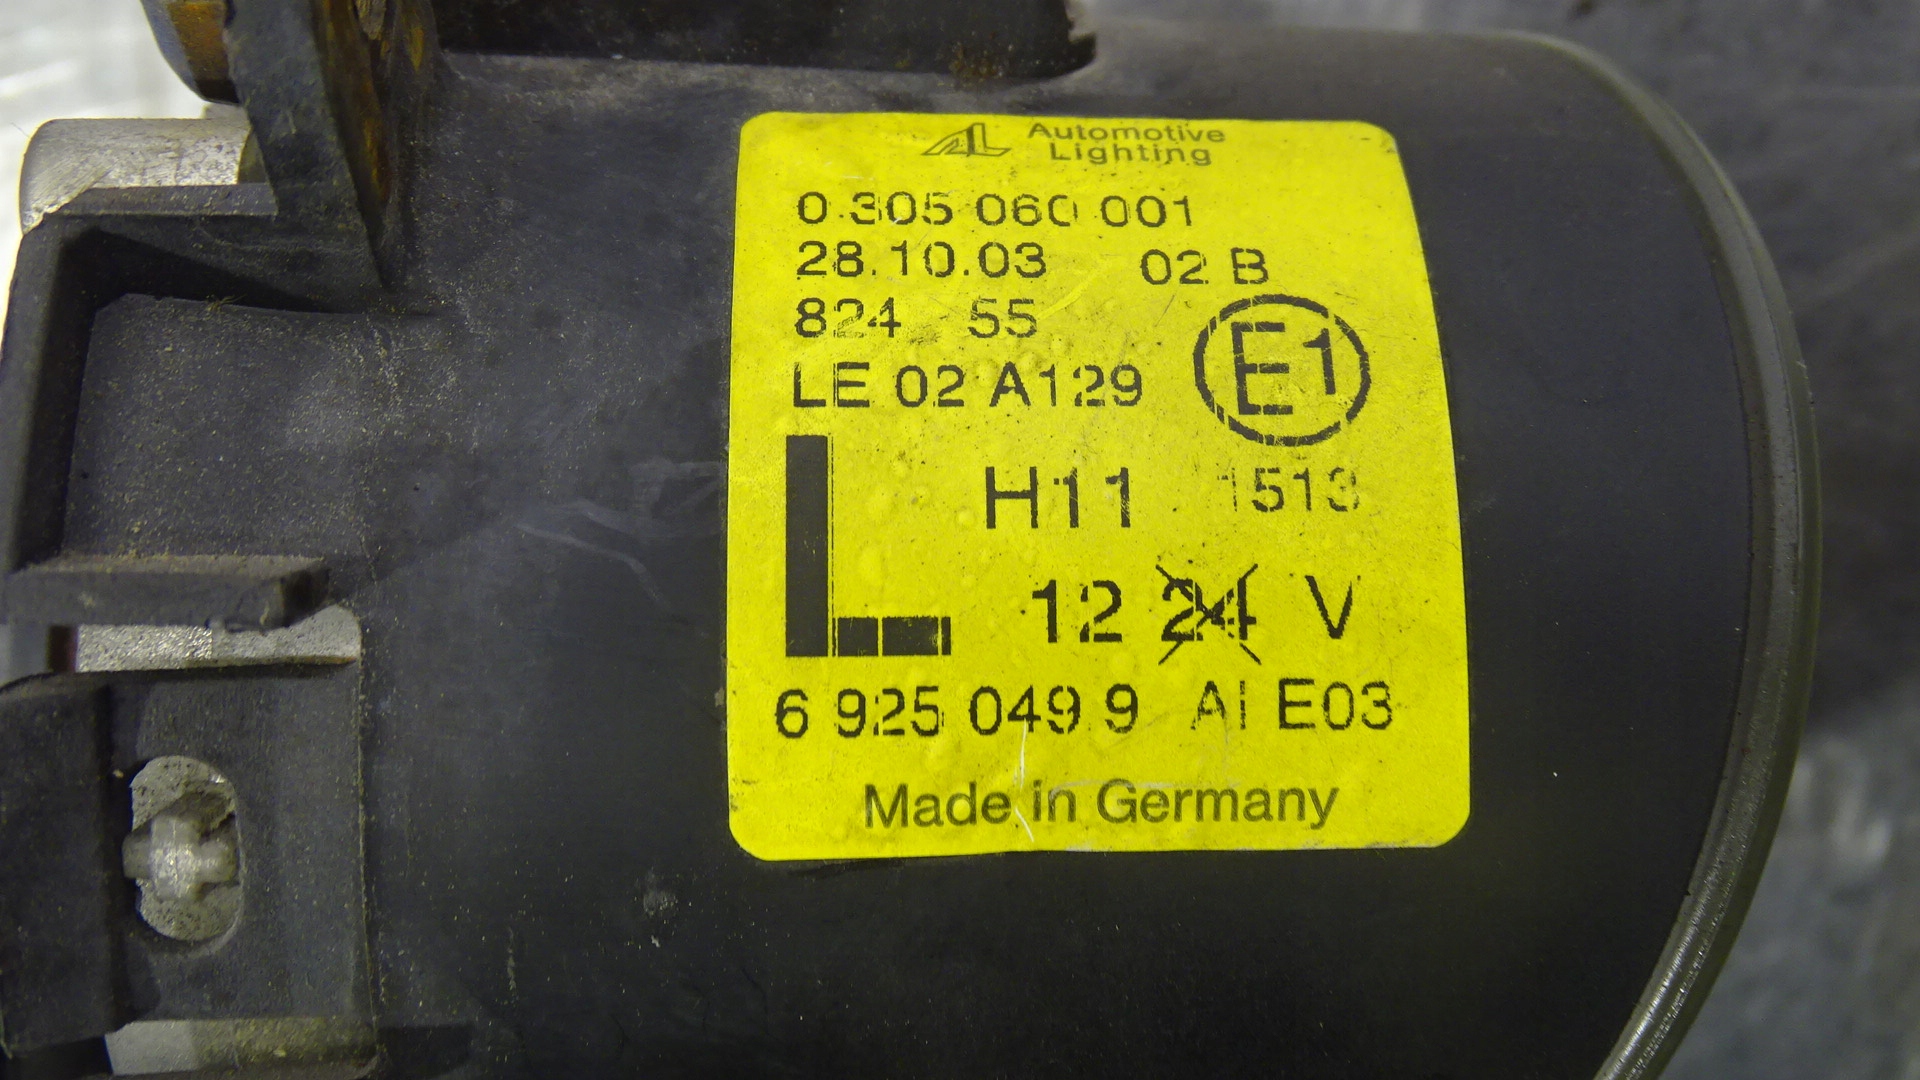 AL Automotive
Lighting
0 305 060 001
28.10.03 02 B
824 55
LE 02 A129
E1
L
H11 1513
12 24 V
6 925 049.9 AI E03
Made in Germany